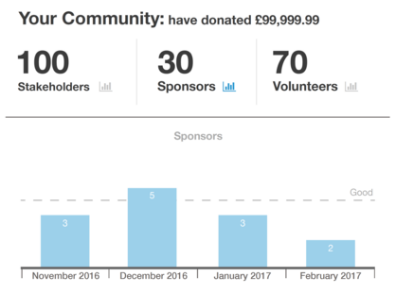 Your Community: have donated £99,999.99
100 30 70
Stakeholders Sponsors Volunteers
Sponsors
Good
5
3 3
2
November 2016 December 2016 January 2017 February 2017